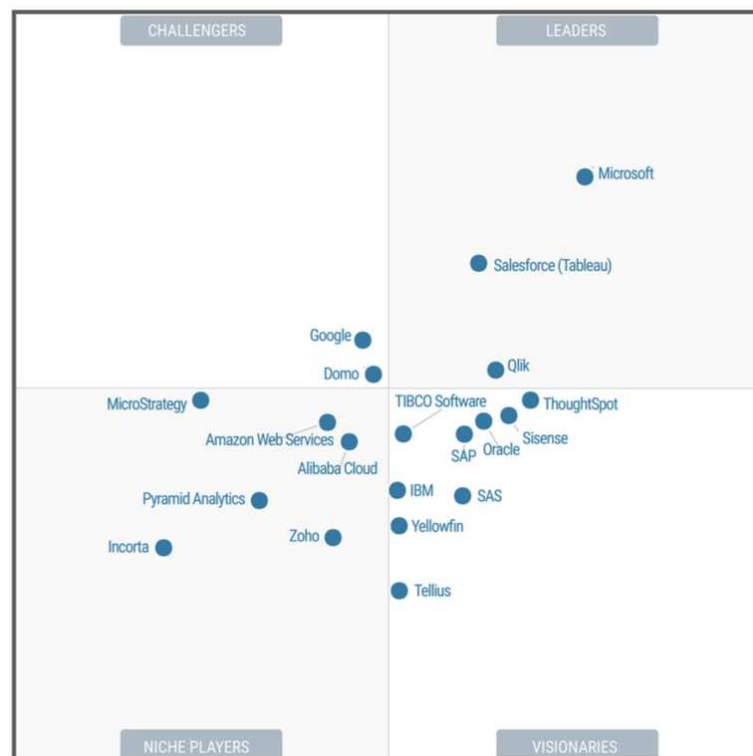 CHALLENGERS
LEADERS
Microsoft
Salesforce (Tableau)
Google
Domo
Qlik
MicroStrategy
TIBCO Software
ThoughtSpot
Amazon Web Services
Sisense
Oracle
SAP
Alibaba Cloud
IBM
SAS
Pyramid Analytics
Yellowfin
Zoho
Incorta
Tellius
NICHE PLAYERS
VISIONARIES